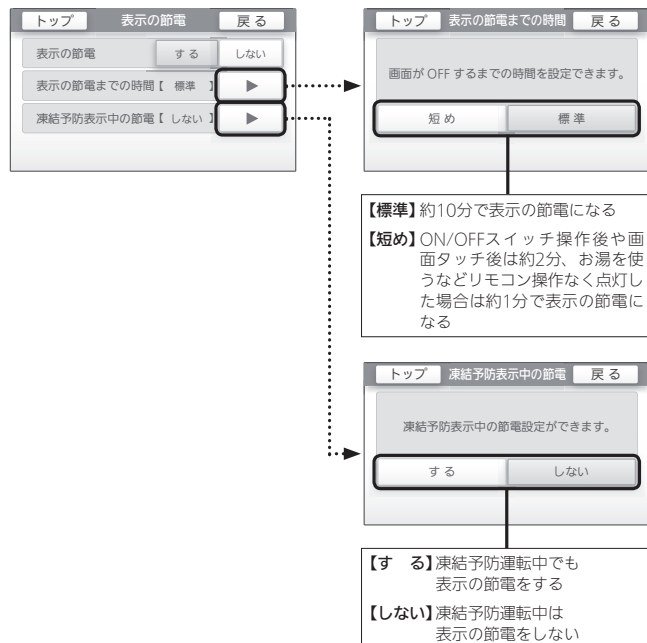 トップ 表示の節電 戻る
表示の節電 する しない
表示の節電までの時間【 標準 】 ▶
凍結予防表示中の節電【 しない 】 ▶
トップ 表示の節電までの時間 戻る
画面が OFF するまでの時間を設定できます。
短め 標準
【標準】約10分で表示の節電になる
【短め】ON/OFFスイッチ操作後や画
面タッチ後は約2分、お湯を使
うなどリモコン操作なく点灯し
た場合は約1分で表示の節電に
なる
トップ 凍結予防表示中の節電 戻る
凍結予防表示中の節電設定ができます。
する しない
【す る】凍結予防運転中でも
表示の節電をする
【しない】凍結予防運転中は
表示の節電をしない